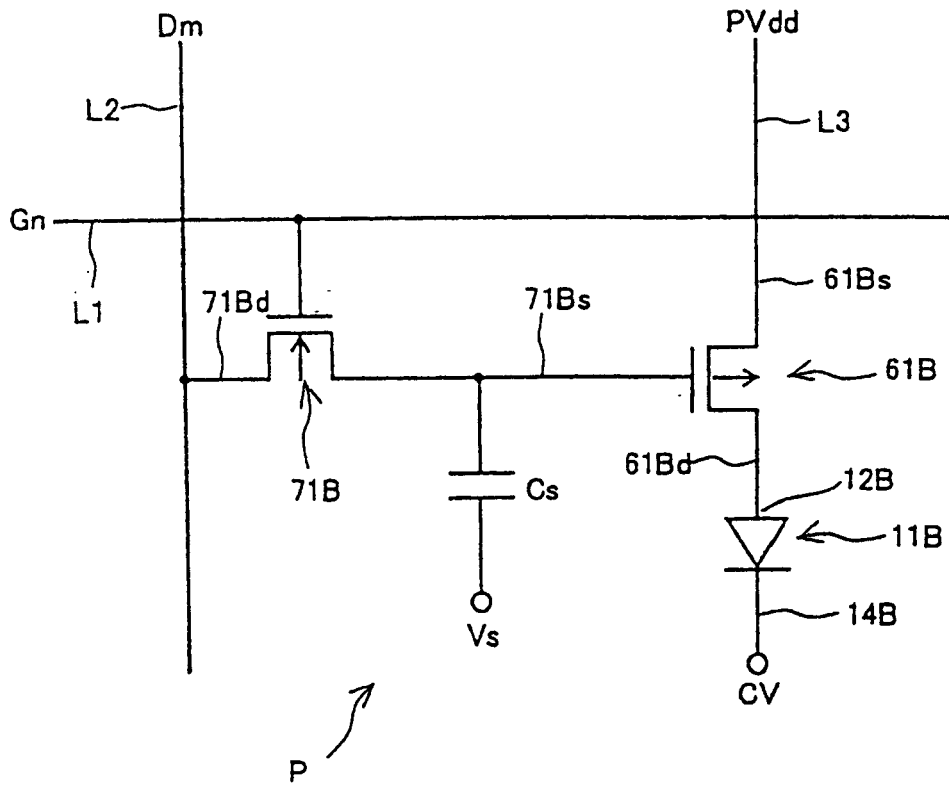 Dm
PVdd
L2
L3
Gn
L1
71Bd
71Bs
61Bs
61B
71B
Cs
61Bd
12B
11B
14B
Vs
CV
P